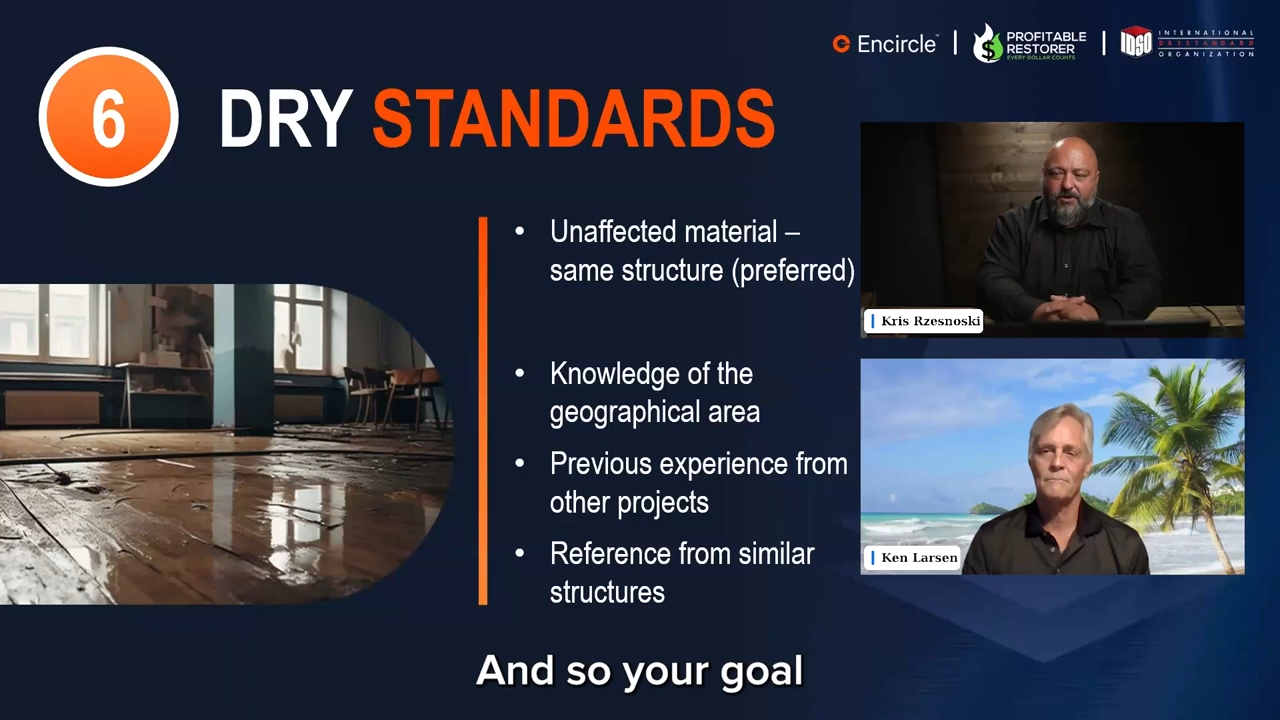 Encircle
PROFITABLE
RESTORER
EVERY DOLLAR COUNTS
IDSO
INTERNATIONAL
DRYSTANDARD
ORGANIZATION
6
DRY STANDARDS
• Unaffected material –
same structure (preferred)
• Knowledge of the
geographical area
• Previous experience from
other projects
• Reference from similar
structures
Kris Rzesnoski
Ken Larsen
And so your goal